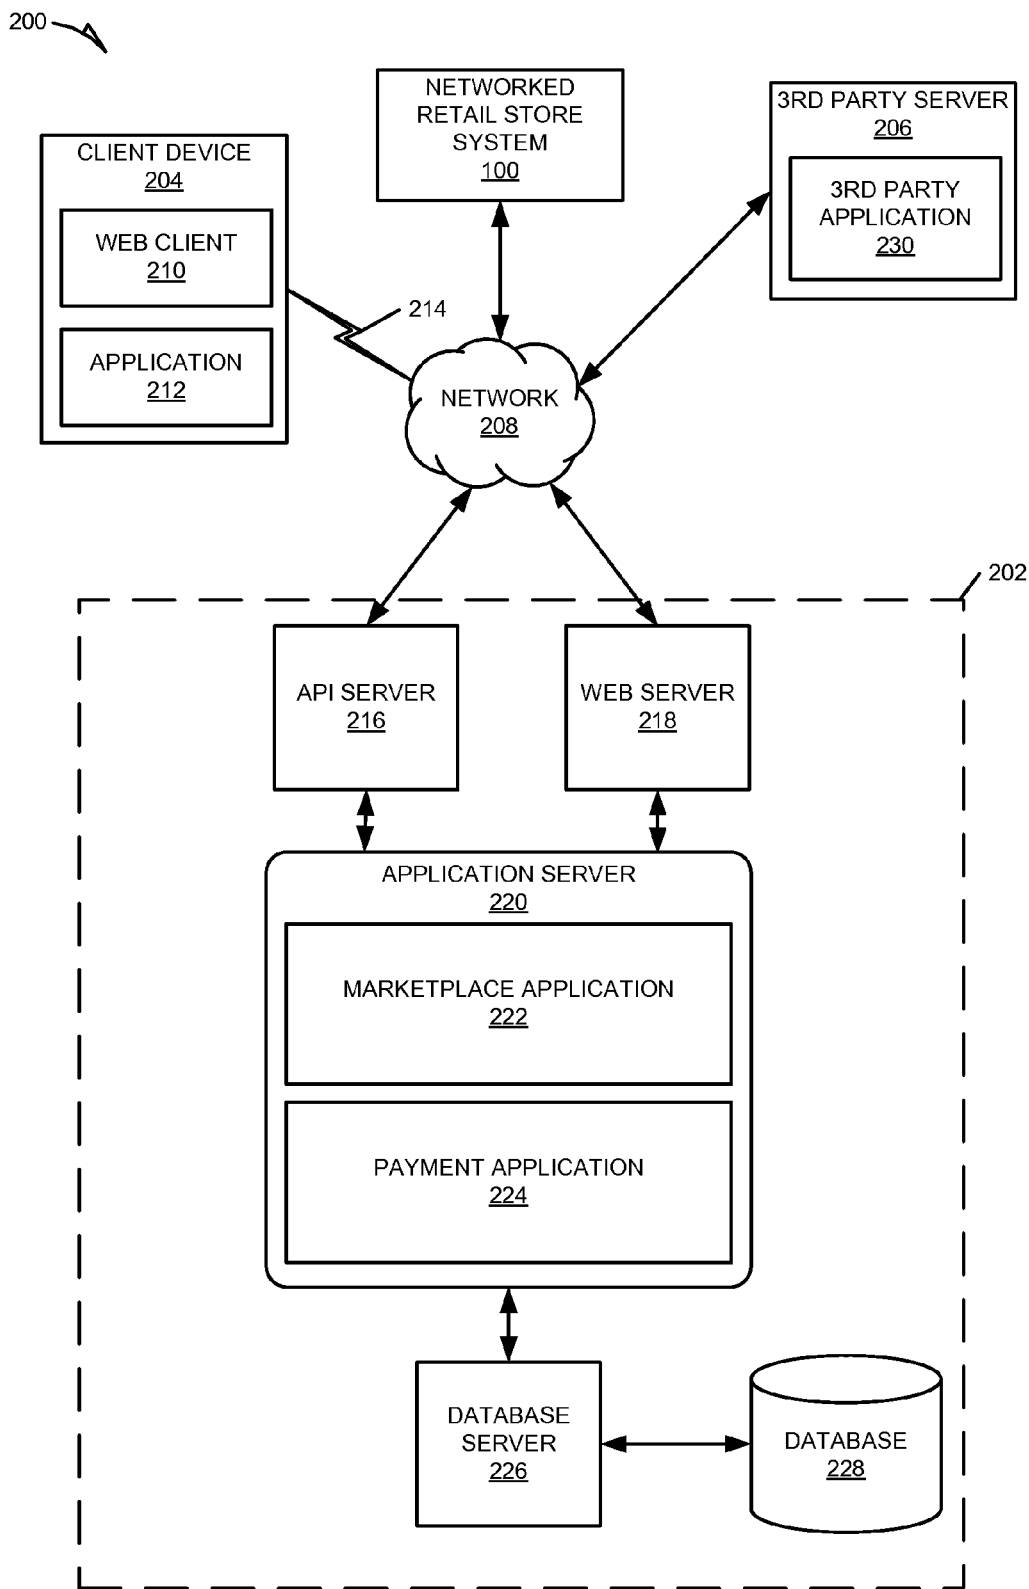 200
NETWORKED
RETAIL STORE
SYSTEM
100
3RD PARTY SERVER
206
3RD PARTY
APPLICATION
230
CLIENT DEVICE
204
WEB CLIENT
210
APPLICATION
212
214
NETWORK
208
202
API SERVER
216
WEB SERVER
218
APPLICATION SERVER
220
MARKETPLACE APPLICATION
222
PAYMENT APPLICATION
224
DATABASE
SERVER
226
DATABASE
228